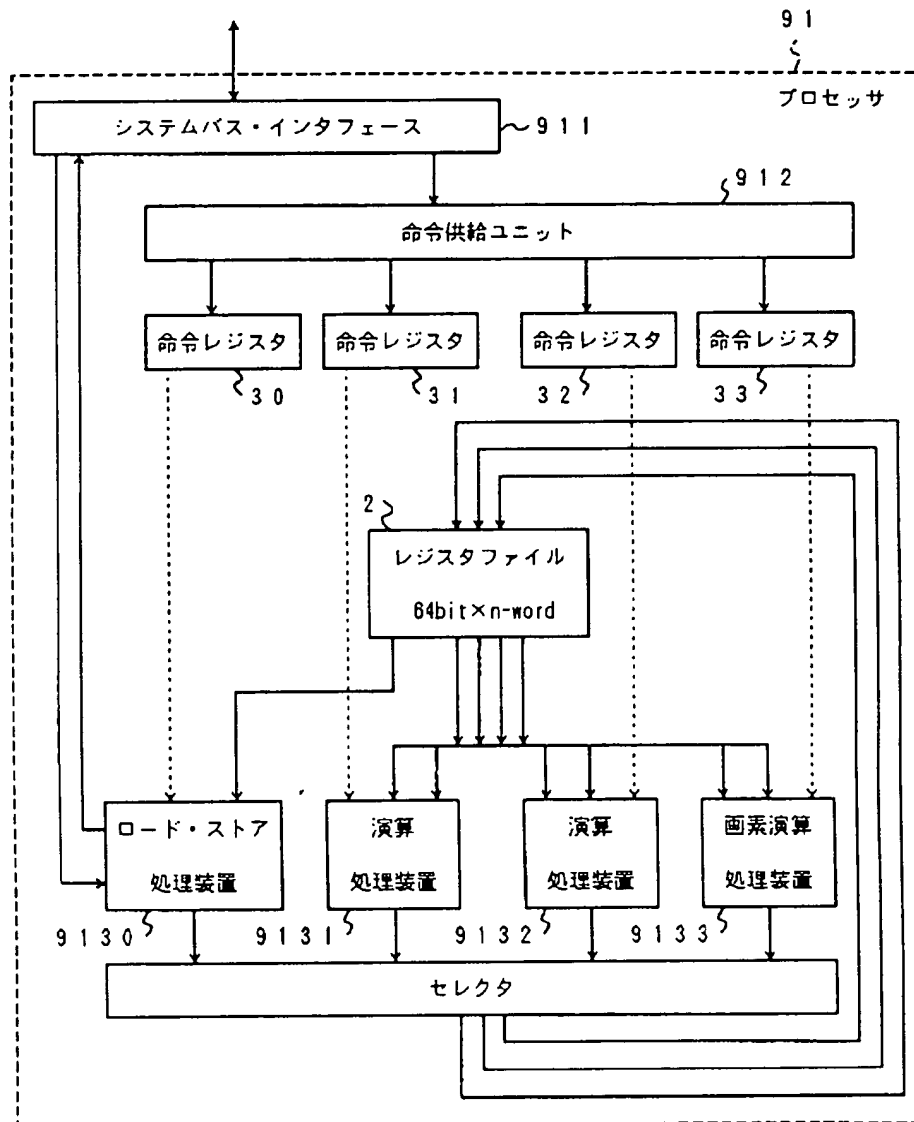 91
プロセッサ
システムバス・インタフェース
911
912
命令供給ユニット
命令レジスタ
命令レジスタ
命令レジスタ
命令レジスタ
30
31
32
33
2
レジスタファイル
64bit×n-word
ロード・ストア
処理装置
演算
処理装置
演算
処理装置
画素演算
処理装置
9130
9131
9132
9133
セレクタ